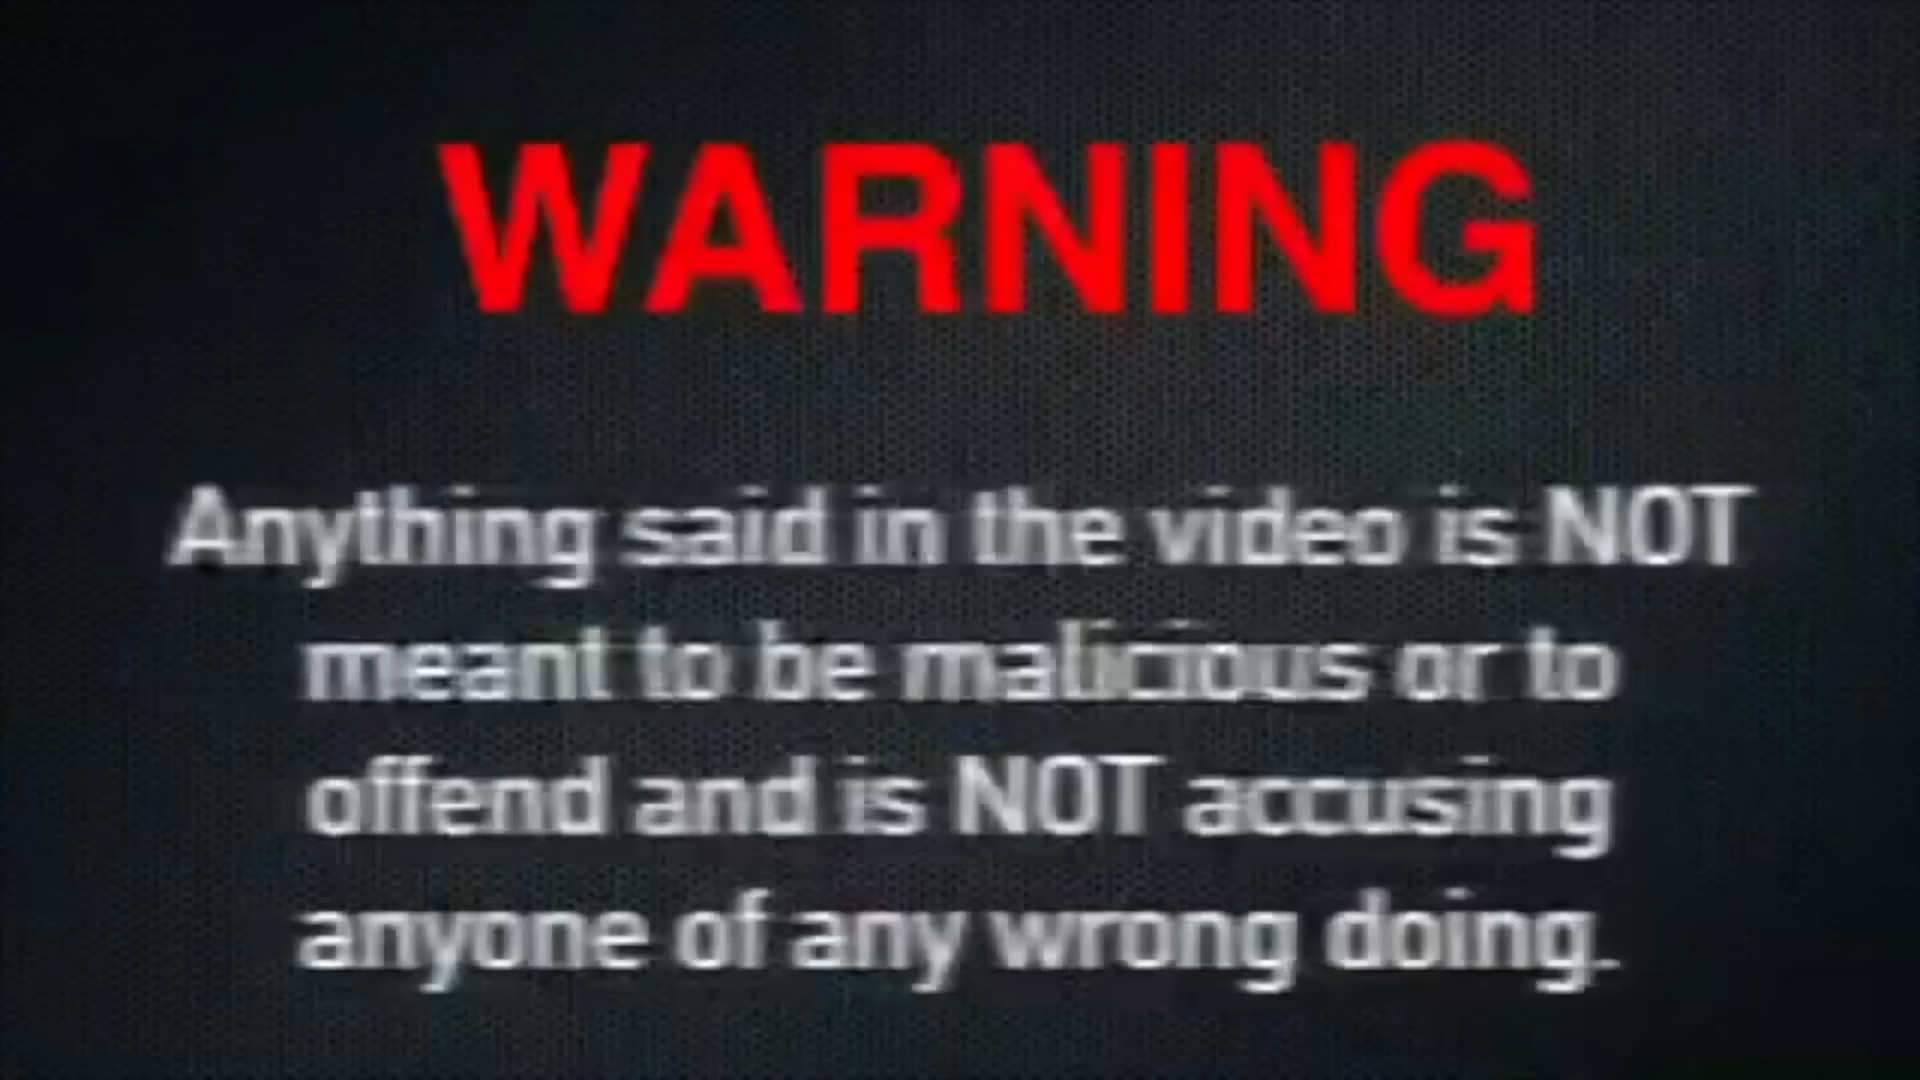 WARNING
Anything said in the video is NOT
meant to be malicious or to
offend and is NOT accusing
anyone of any wrong doing.